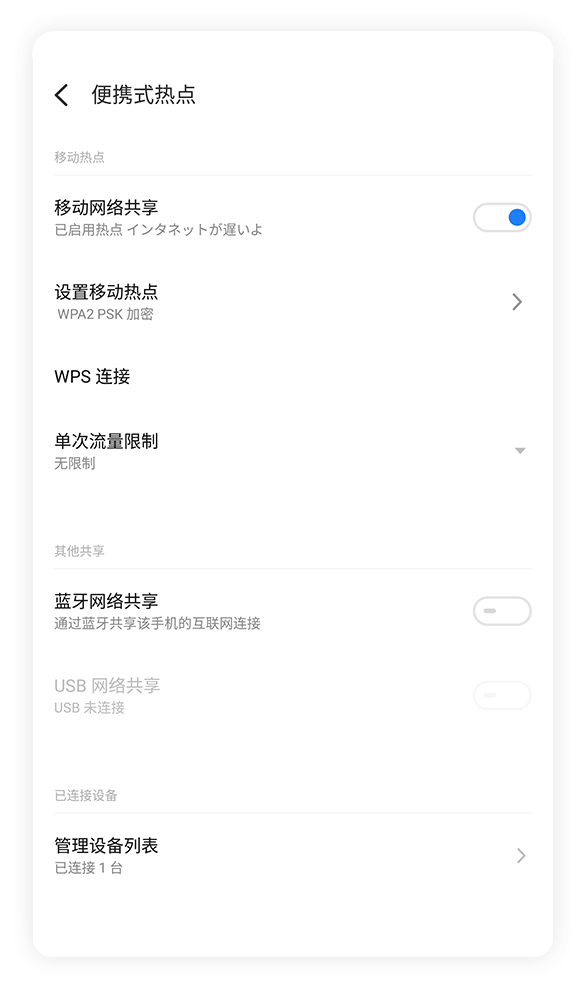 便携式热点
移动热点
移动网络共享
已启用热点 インタネットが遅いよ
设置移动热点
WPA2 PSK 加密
WPS 连接
单次流量限制
无限制
其他共享
蓝牙网络共享
通过蓝牙共享该手机的互联网连接
USB 网络共享
USB 未连接
已连接设备
管理设备列表
已连接 1 台